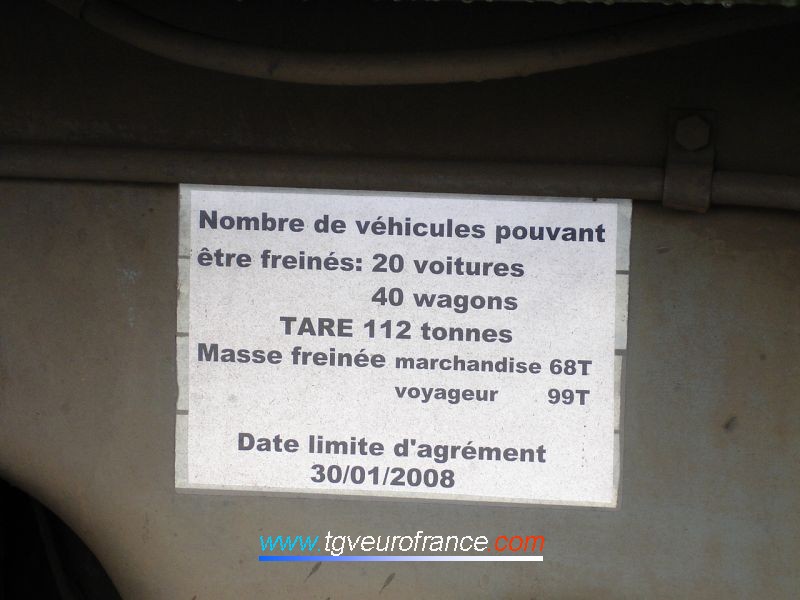 Nombre de véhicules pouvant
être freinés: 20 voitures
40 wagons
TARE 112 tonnes
Masse freinée marchandise 68T
voyageur 99T
Date limite d'agrément
30/01/2008
www.tgveurofrance.com